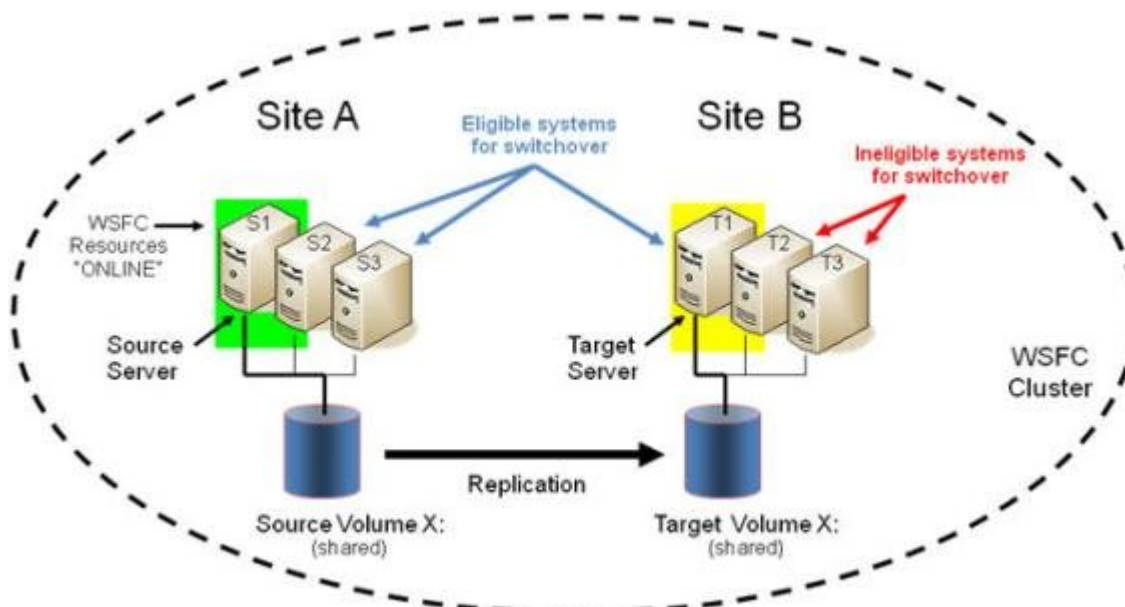 Site A
Site B
Eligible systems
for switchover
Ineligible systems
for switchover
WSFC
Resources
"ONLINE"
S1
S2
S3
T1
T2
T3
Source
Server
Target
Server
WSFC
Cluster
Replication
Source Volume X:
(shared)
Target Volume X:
(shared)